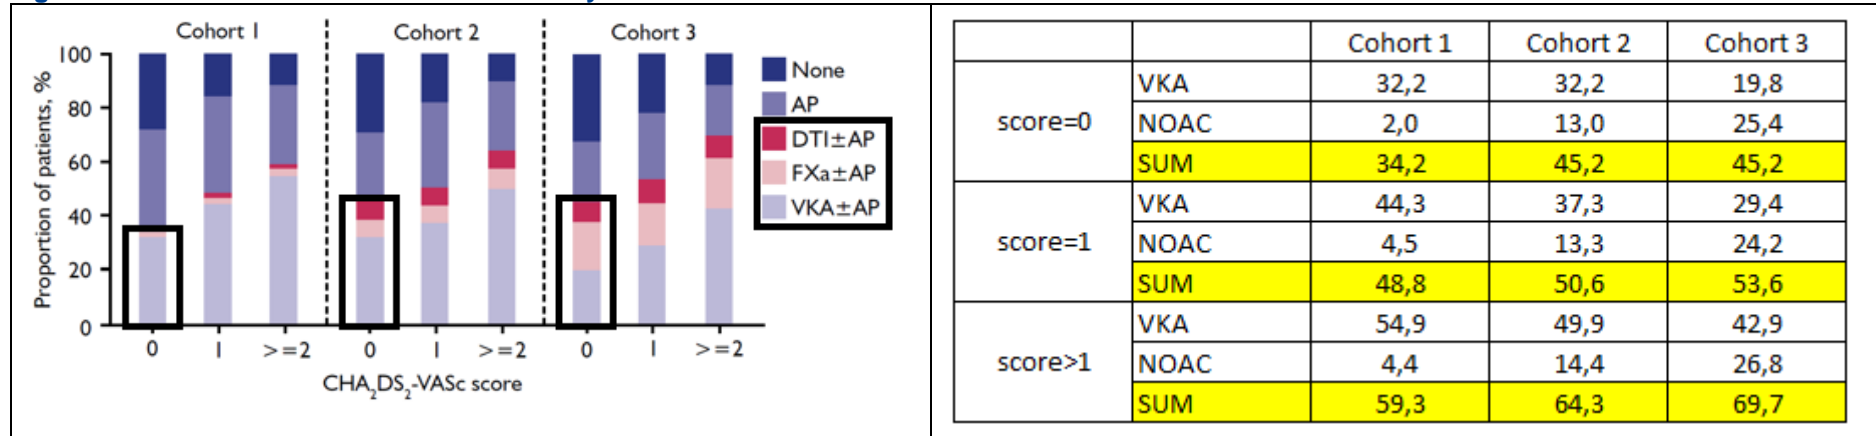 Cohort 1
Cohort 2
Cohort 3
100
80
60
40
20
0
Proportion of patients, %
0 1 >=2 0 1 >=2 0 1 >=2
CHA2DS2-VASc score
None
AP
DTI±AP
FXa±AP
VKA±AP
Cohort 1 Cohort 2 Cohort 3
score=0
VKA 32,2 32,2 19,8
NOAC 2,0 13,0 25,4
SUM 34,2 45,2 45,2
score=1
VKA 44,3 37,3 29,4
NOAC 4,5 13,3 24,2
SUM 48,8 50,6 53,6
score>1
VKA 54,9 49,9 42,9
NOAC 4,4 14,4 26,8
SUM 59,3 64,3 69,7